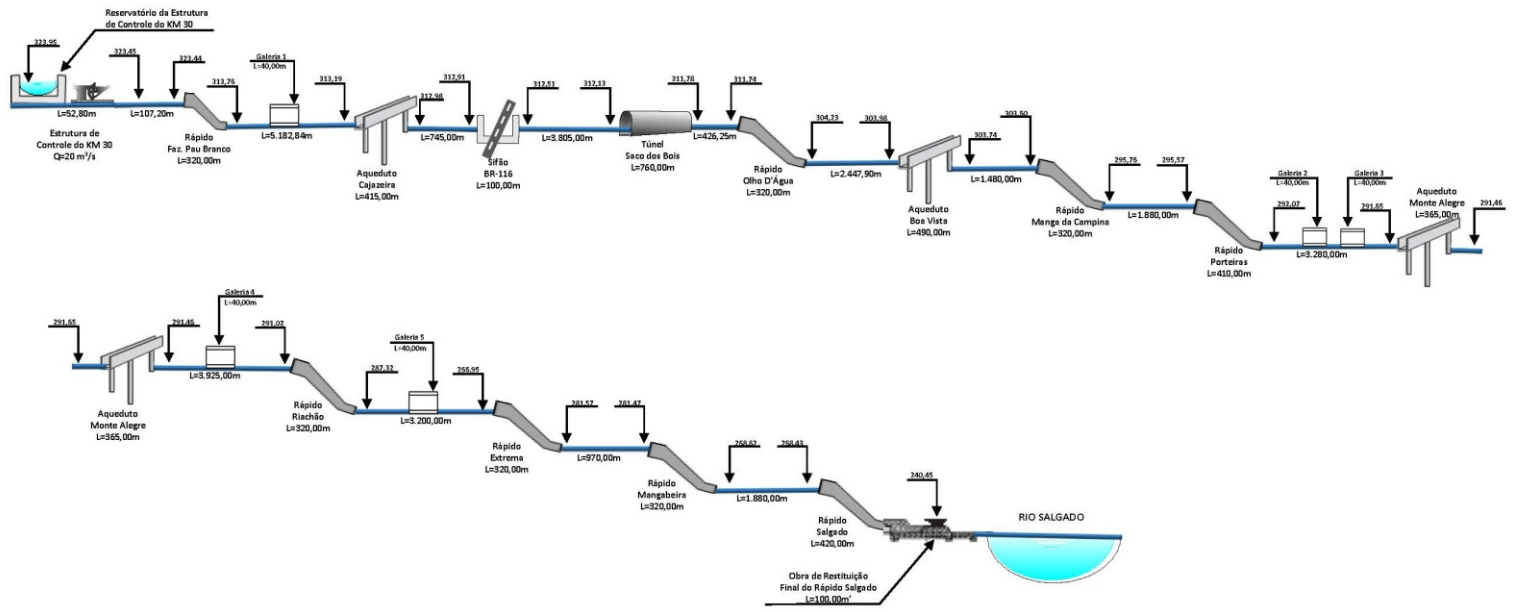 Reservatório da Estrutura
de Controle do KM 30
323,95
L=52,80m
Estrutura de
Controle do KM 30
Q=20 m³/s
323,45
L=107,20m
323,44
Rápido
Faz. Pau Branco
L=320,00m
313,76
Galeria 1
L=40,00m
L=5.182,84m
313,19
Aqueduto
Cajazeira
L=415,00m
312,98
L=745,00m
312,91
Sifão
BR-116
L=100,00m
312,51
L=3.805,00m
312,13
Túnel
Saco dos Bois
L=760,00m
311,78
L=426,25m
311,74
Rápido
Olho D'Água
L=320,00m
304,23
L=2.447,90m
303,98
Aqueduto
Boa Vista
L=490,00m
303,74
L=1.480,00m
303,60
Rápido
Manga da Campina
L=320,00m
295,76
L=1.880,00m
295,57
Rápido
Porteiras
L=410,00m
292,07
Galeria 2
L=40,00m
Galeria 3
L=40,00m
L=3.280,00m
291,65
Aqueduto
Monte Alegre
L=365,00m
291,46
291,65
Aqueduto
Monte Alegre
L=365,00m
291,46
Galeria 4
L=40,00m
L=3.925,00m
291,02
Rápido
Riachão
L=320,00m
287,32
Galeria 5
L=40,00m
L=3.200,00m
286,95
Rápido
Extrema
L=320,00m
281,57
L=970,00m
281,47
Rápido
Mangabeira
L=320,00m
268,62
L=1.880,00m
268,43
Rápido
Salgado
L=420,00m
240,45
RIO SALGADO
Obra de Restituição
Final do Rápido Salgado
L=100,00m'